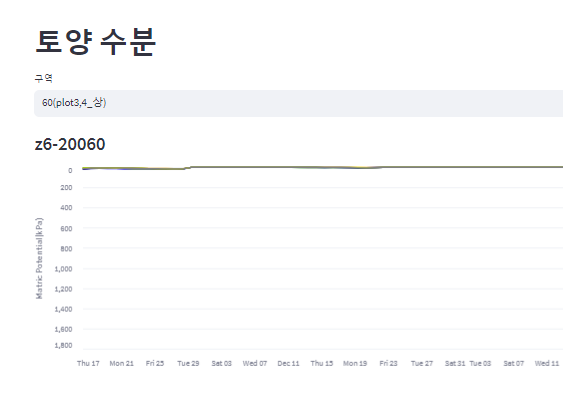 토양 수분
구역
60(plot3,4_상)
z6-20060
Matric Potential(kPa)
0
200
400
600
800
1,000
1,200
1,400
1,600
1,800
Thu 17 Mon 21 Fri 25 Tue 29 Sat 03 Wed 07 Dec 11 Thu 15 Mon 19 Fri 23 Tue 27 Sat 31 Tue 03 Sat 07 Wed 11